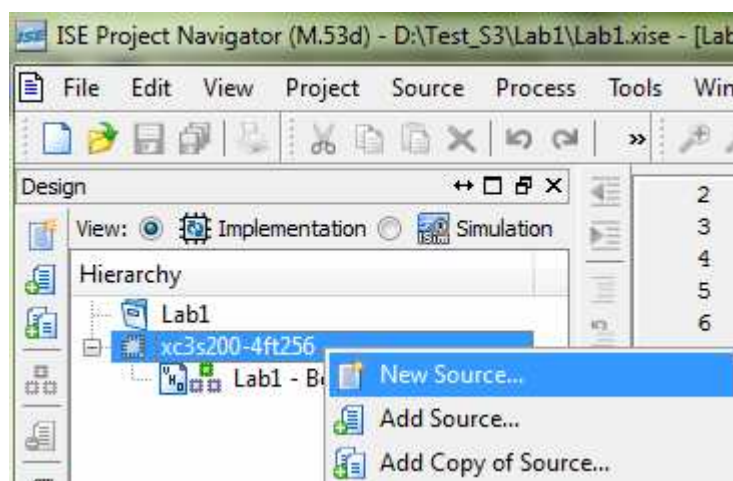 ISE ISE Project Navigator (M.53d) - D:\Test_S3\Lab1\Lab1.xise - [Lab
File Edit View Project Source Process Tools Win
»
Design
View: Implementation Simulation
Hierarchy
Lab1
xc3s200-4ft256
Lab1 - B
New Source...
Add Source...
Add Copy of Source...
2
3
4
5
6